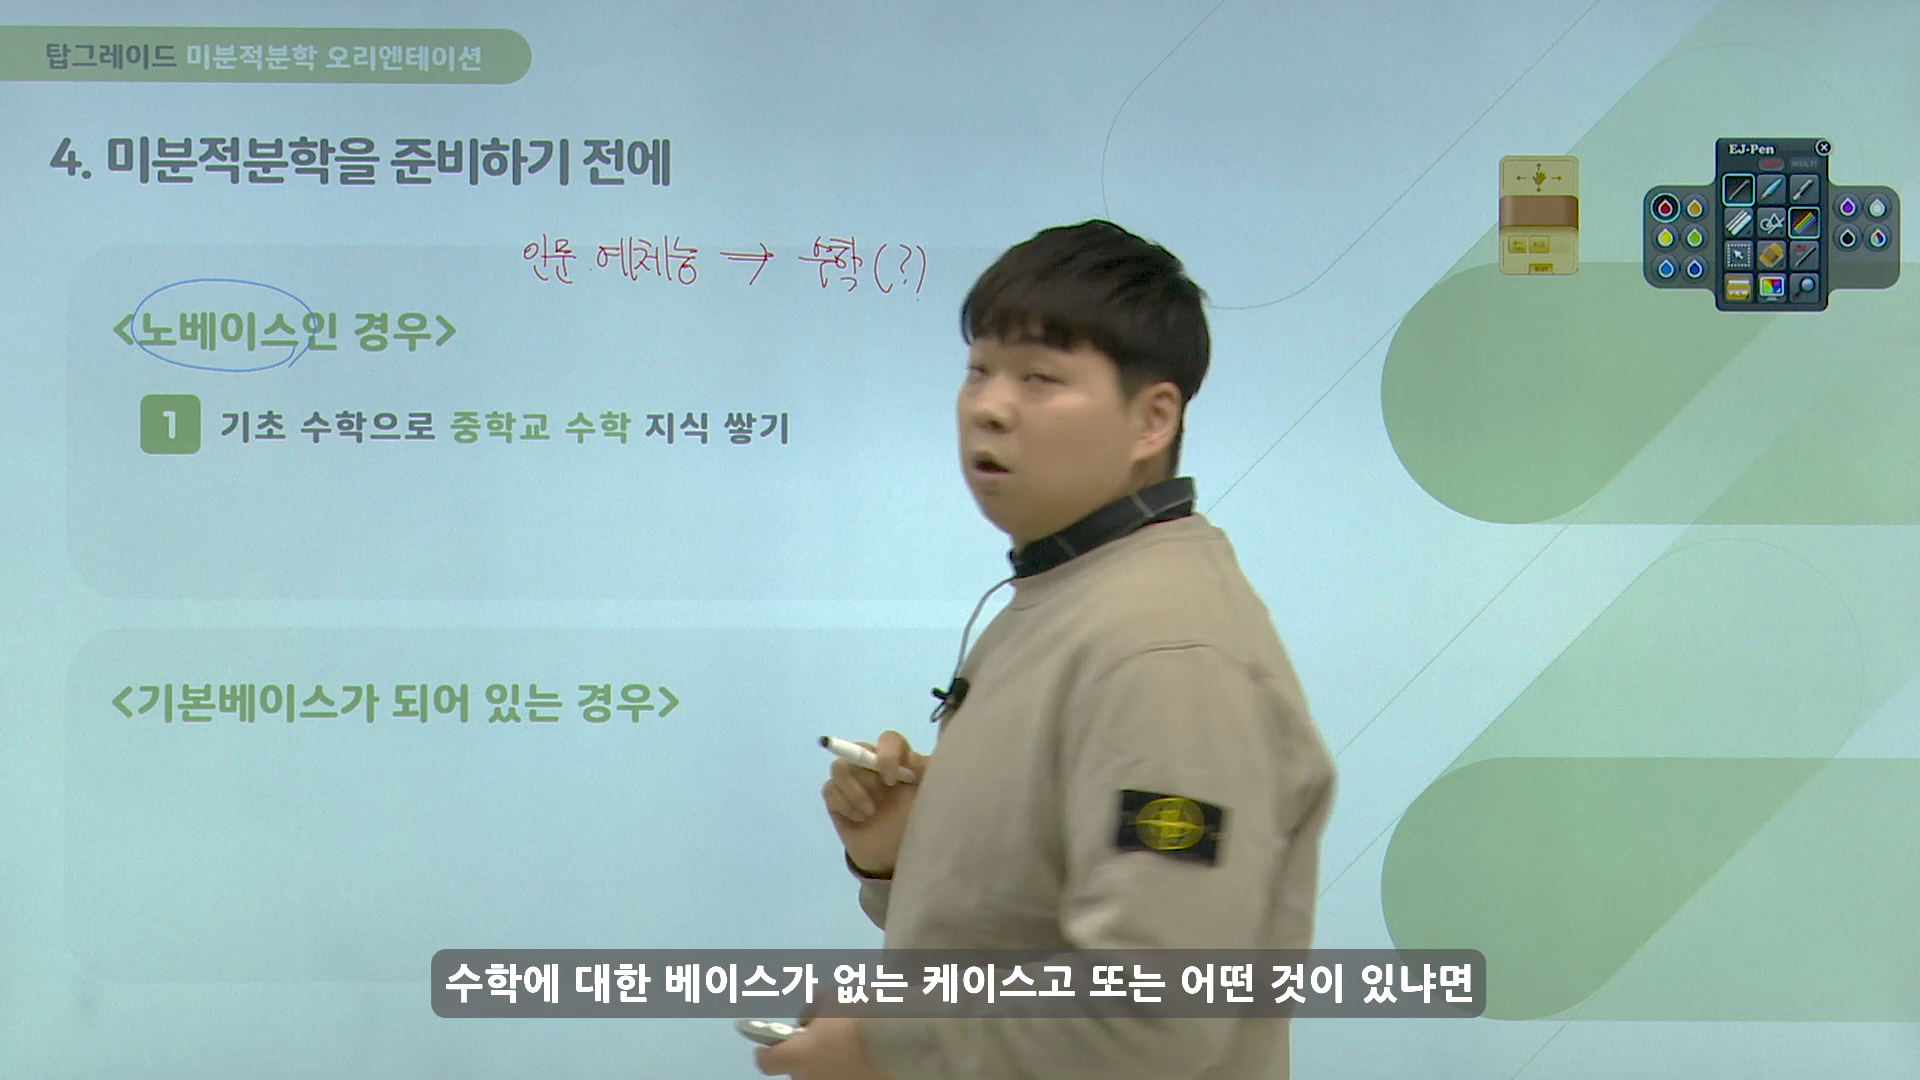 탑그레이드 미분적분학 오리엔테이션
4. 미분적분학을 준비하기 전에
인문.예체능 → 수학(?)
<노베이스인 경우>
1 기초 수학으로 중학교 수학 지식 쌓기
<기본베이스가 되어 있는 경우>
EJ-Pen
MULTI
ALL
VIEW
수학에 대한 베이스가 없는 케이스고 또는 어떤 것이 있냐면